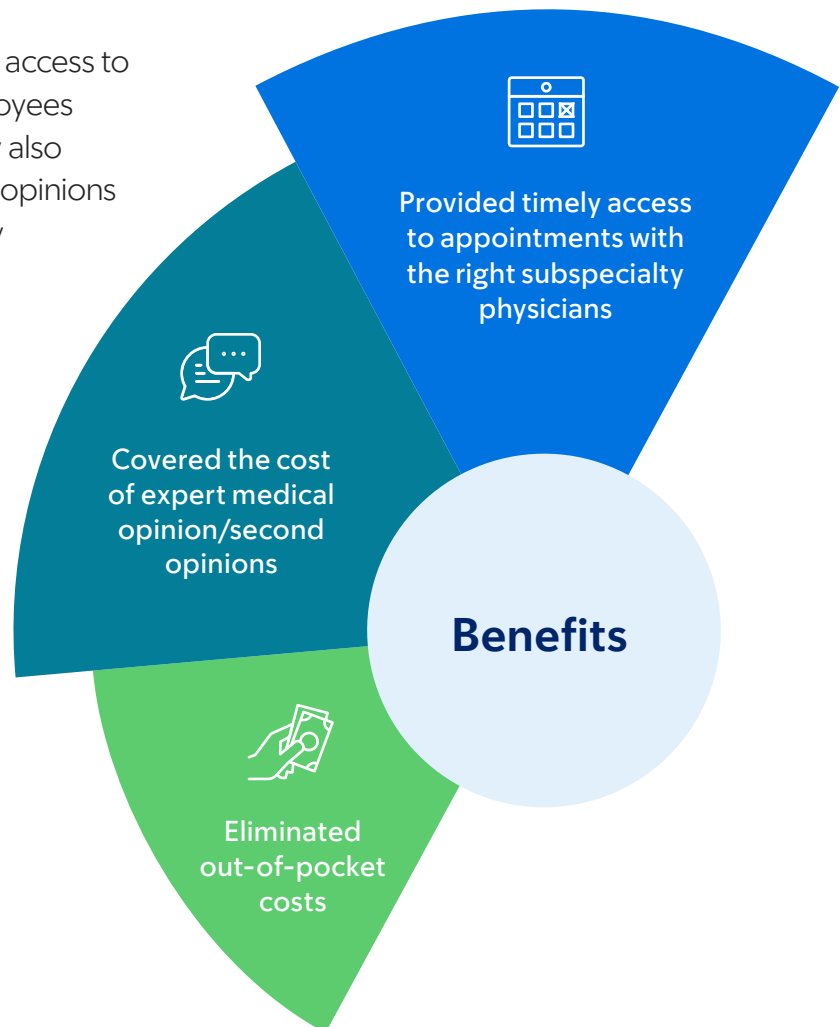 access to
oyees
also
opinions
Provided timely access
to appointments with
the right subspecialty
physicians
Covered the cost
of expert medical
opinion/second
opinions
Benefits
Eliminated
out-of-pocket
costs